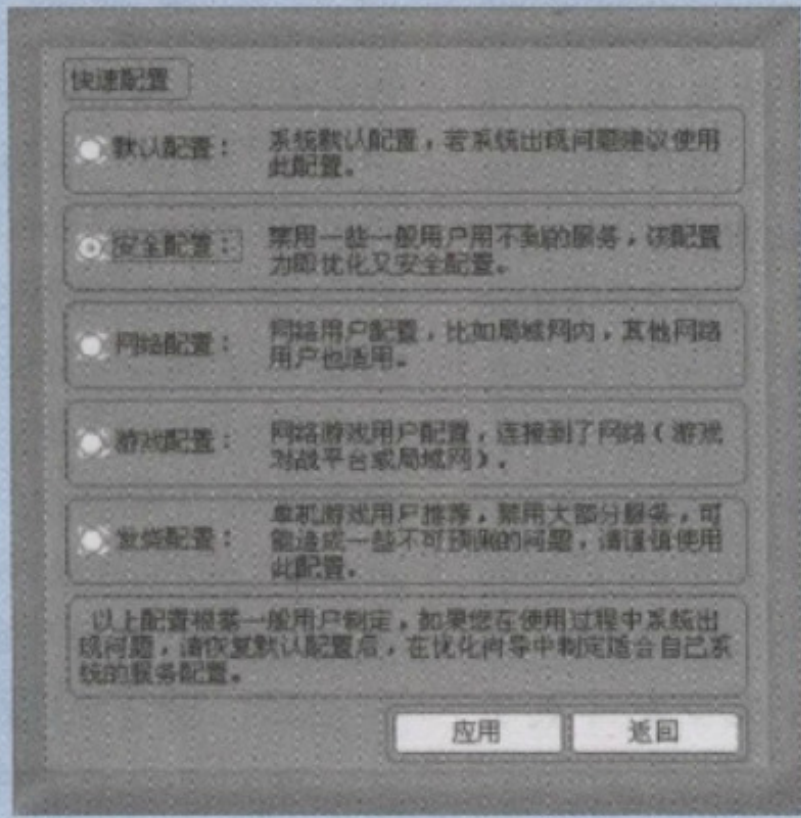 快速配置
默认配置：
系统默认配置，若系统出现问题建议使用
此配置。
安全配置：
禁用一些一般用户用不到的服务，该配置
为即优化又安全配置。
网络配置：
网络用户配置，比如局域网内，其他网络
用户也适用。
游戏配置：
网络游戏用户配置，连接到了网络（游戏
对战平台或局域网）.
发烧配置：
单机游戏用户推荐，禁用大部分服务，可
能造成一些不可预测的问题，请谨慎使用
此配置。
以上配置根据一般用户制定，如果您在使用过程中系统出
现问题，请恢复默认配置后，在优化向导中制定适合自己系
统的服务配置。
应用
返回